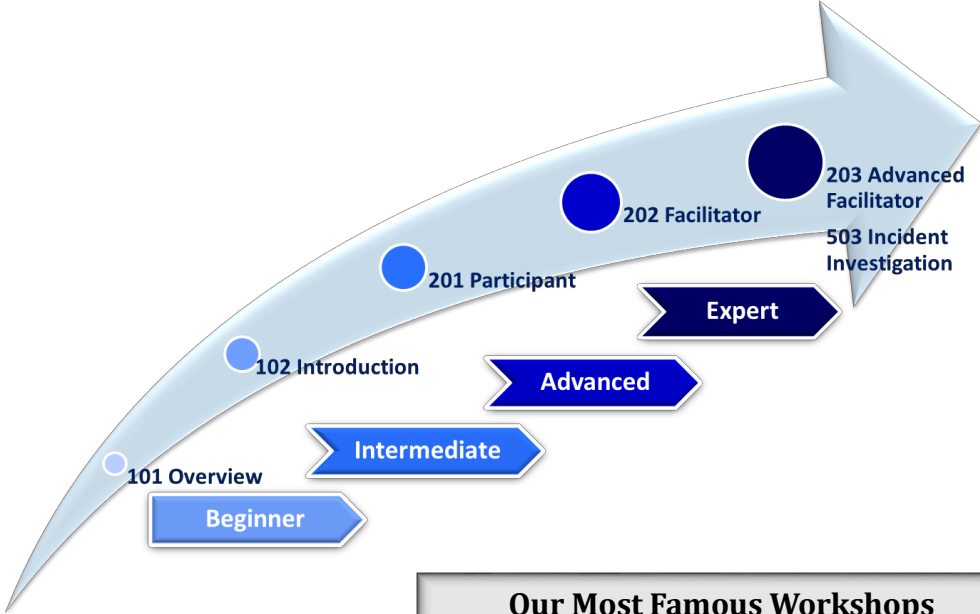 203 Advanced
Facilitator
202 Facilitator
503 Incident
Investigation
201 Participant
Expert
102 Introduction
Advanced
Intermediate
101 Overview
Beginner
Our Most Famous Workshops